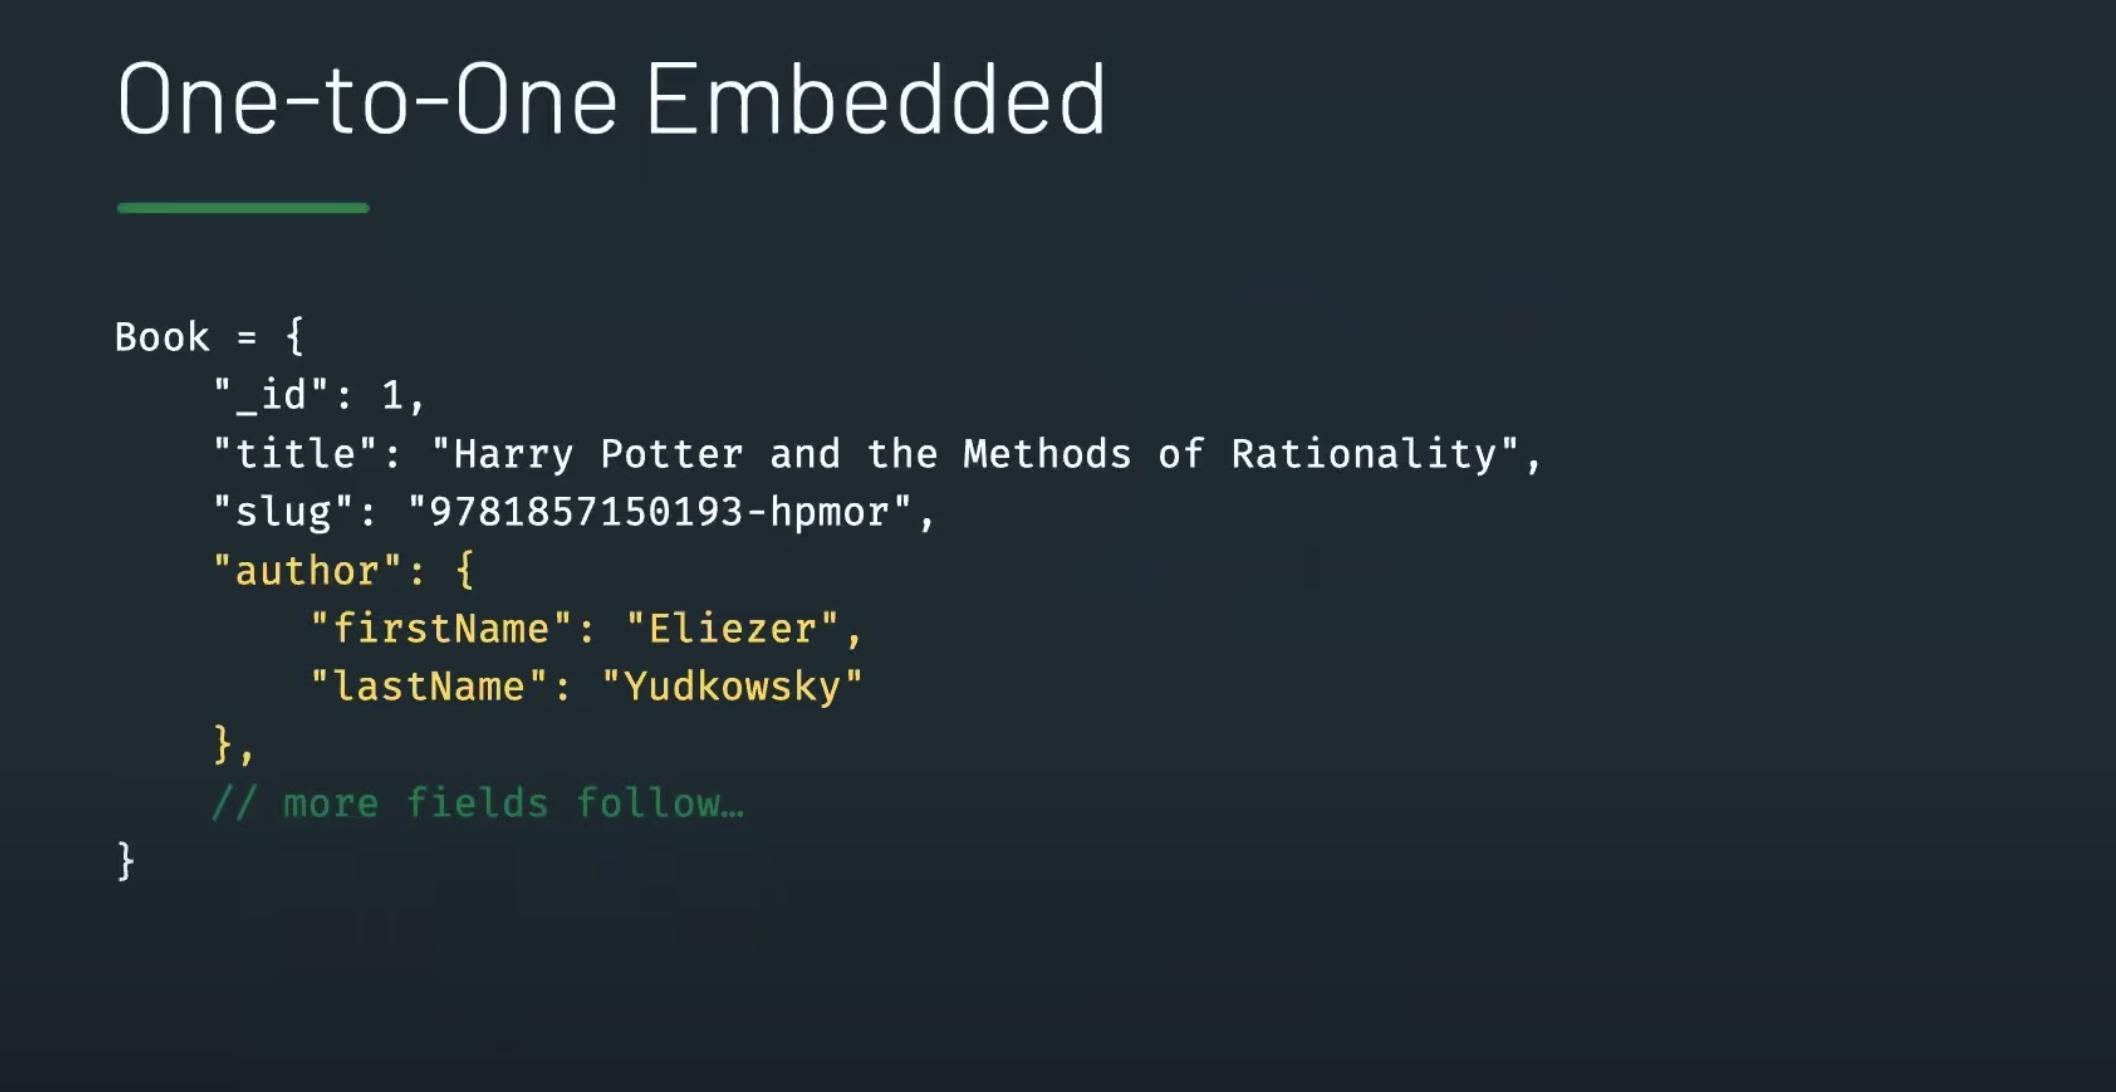 One-to-One Embedded
Book = {
"_id": 1,
"title": "Harry Potter and the Methods of Rationality",
"slug": "9781857150193-hpmor",
"author": {
"firstName": "Eliezer",
"lastName": "Yudkowsky"
},
// more fields follow…
}